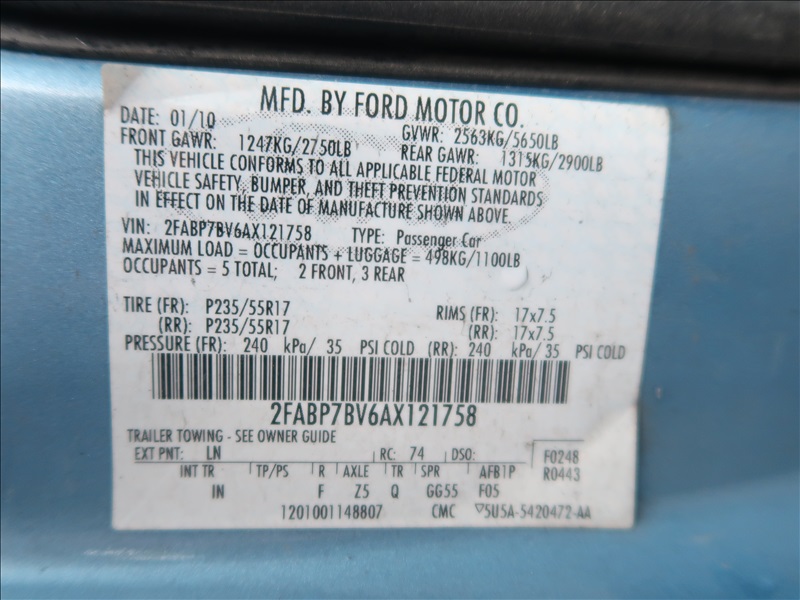 MFD. BY FORD MOTOR CO.
DATE: 01/10 GVWR: 2563KG/5650LB
FRONT GAWR: 1247KG/2750LB REAR GAWR: 1315KG/2900LB
THIS VEHICLE CONFORMS TO ALL APPLICABLE FEDERAL MOTOR
VEHICLE SAFETY, BUMPER, AND THEFT PREVENTION STANDARDS
IN EFFECT ON THE DATE OF MANUFACTURE SHOWN ABOVE.
VIN: 2FABP7BV6AX121758 TYPE: Passenger Car
MAXIMUM LOAD = OCCUPANTS + LUGGAGE = 498KG/1100LB
OCCUPANTS = 5 TOTAL; 2 FRONT, 3 REAR
TIRE (FR): P235/55R17 RIMS (FR): 17x7.5
(RR): P235/55R17 (RR): 17x7.5
PRESSURE (FR): 240 kPa/ 35 PSI COLD (RR): 240 kPa/ 35 PSI COLD
2FABP7BV6AX121758
TRAILER TOWING - SEE OWNER GUIDE
EXT PNT: LN RC: 74 DSO: F0248
INT TR TP/PS R AXLE TR SPR AFB1P R0443
IN F Z5 Q GG55 F05
1201001148807 CMC ▽5U5A-5420472-AA